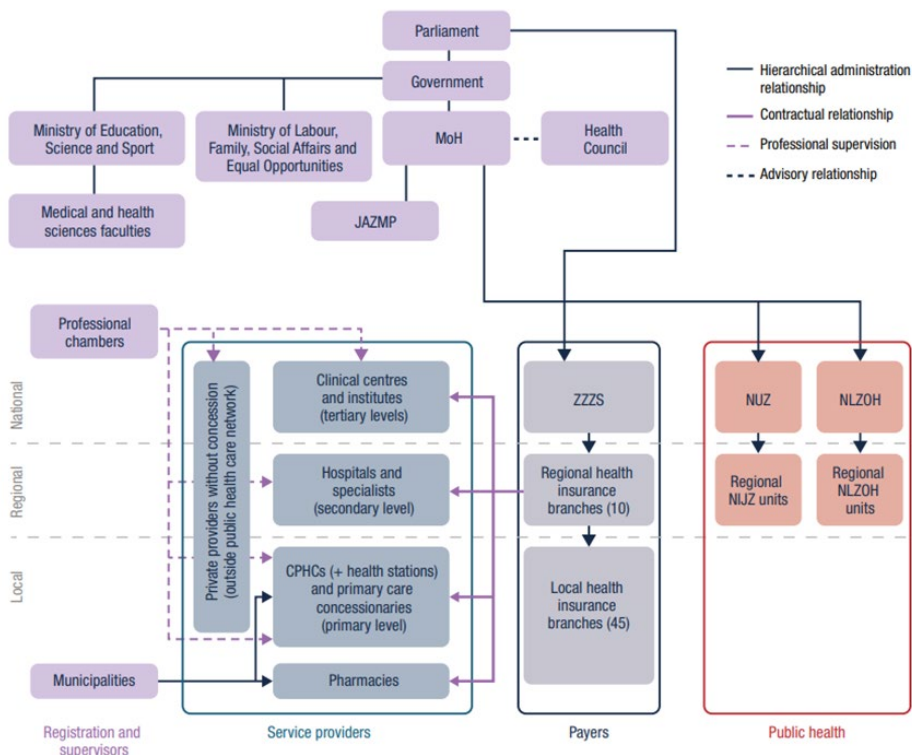 Parliament
Government
Hierarchical administration
relationship
Contractual relationship
Professional supervision
Advisory relationship
Ministry of Education,
Science and Sport
Ministry of Labour,
Family, Social Affairs and
Equal Opportunities
MoH
Health
Council
Medical and health
sciences faculties
JAZMP
Professional
chambers
National
Regional
Local
Private providers without concession
(outside public health care network)
Clinical centres
and institutes
(tertiary levels)
ZZZS
NUZ
NLZOH
Hospitals and
specialists
(secondary level)
Regional health
insurance
branches (10)
Regional
NIJZ units
Regional
NLZOH
units
CPHCs (+ health stations)
and primary care
concessionaries
(primary level)
Local health
insurance
branches (45)
Municipalities
Pharmacies
Registration and
supervisors
Service providers
Payers
Public health